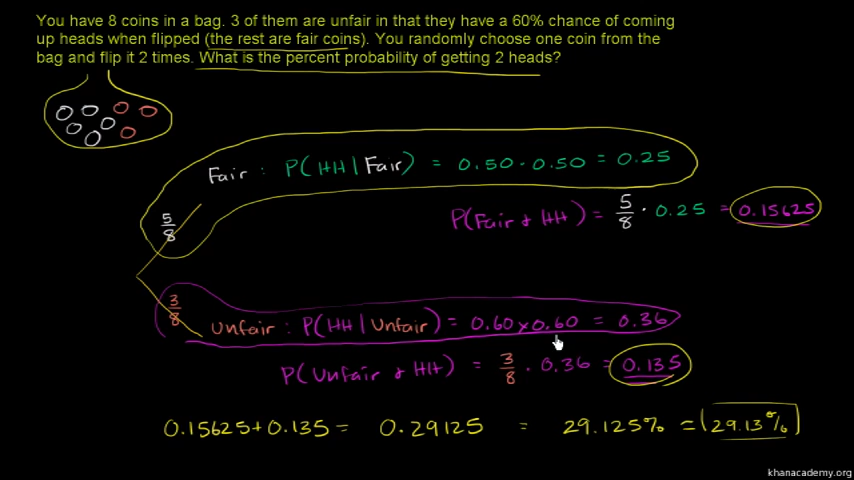 You have 8 coins in a bag. 3 of them are unfair in that they have a 60% chance of coming
up heads when flipped (the rest are fair coins). You randomly choose one coin from the
bag and flip it 2 times. What is the percent probability of getting 2 heads?
Fair : P(HH | Fair) = 0.50 · 0.50 = 0.25
5/8
P(Fair + HH) = 5/8 · 0.25 = 0.15625
3/8
Unfair : P(HH | Unfair) = 0.60 × 0.60 = 0.36
P(Unfair + HH) = 3/8 · 0.36 = 0.135
0.15625 + 0.135 = 0.29125 = 29.125% = 29.13%
khanacademy.org